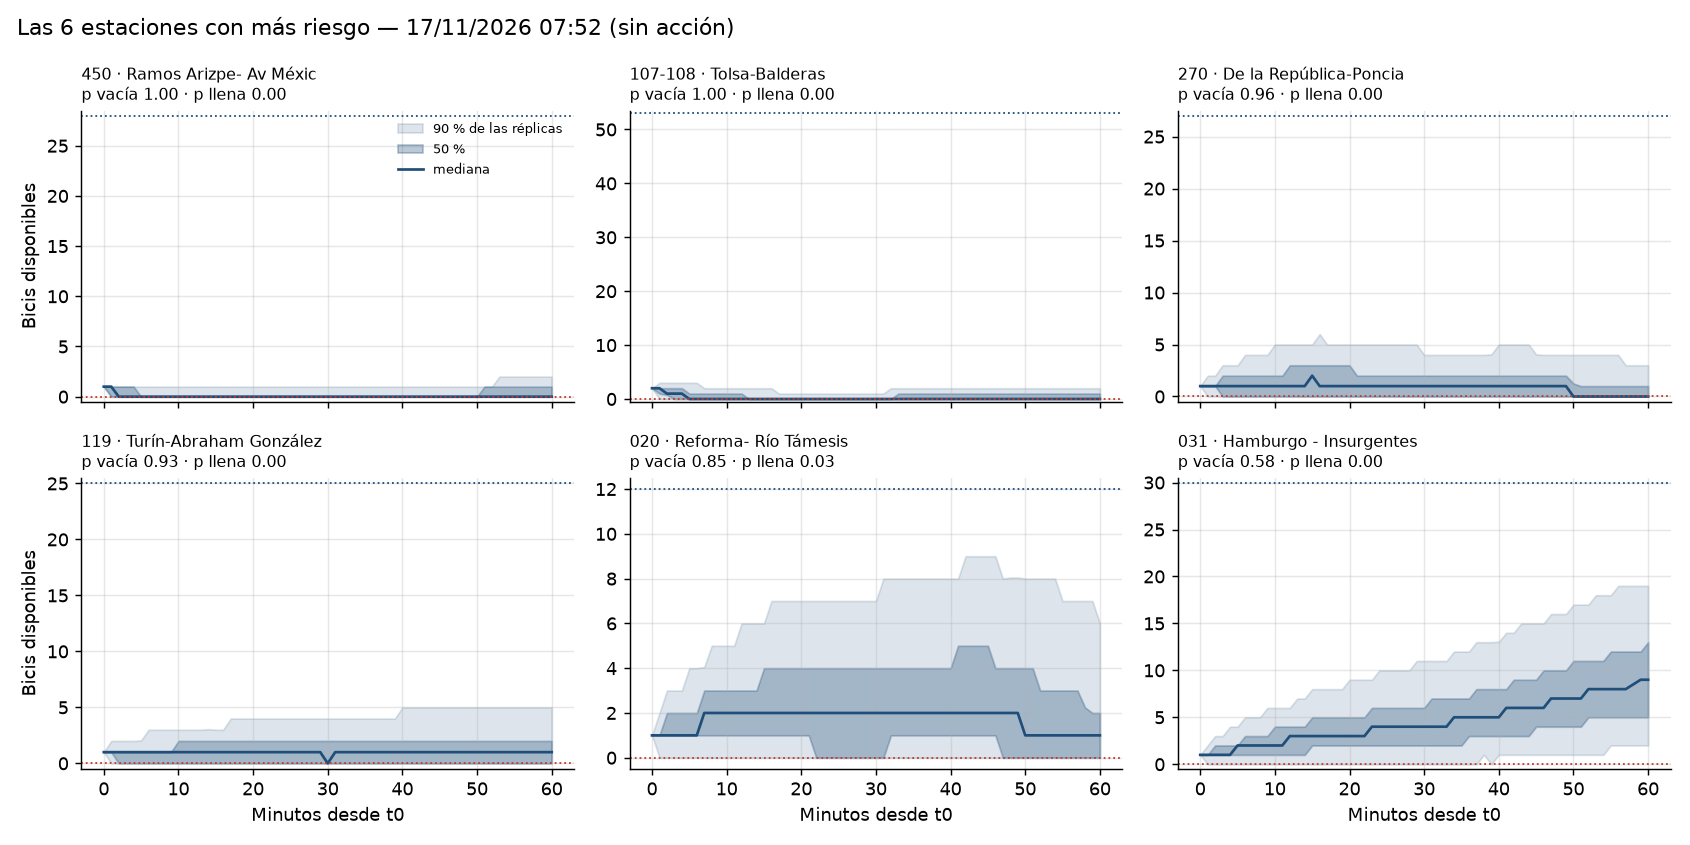 Las 6 estaciones con más riesgo — 17/11/2026 07:52 (sin acción)
450 · Ramos Arizpe- Av Méxic
p vacía 1.00 · p llena 0.00
Bicis disponibles
25
20
15
10
5
0
90 % de las réplicas
50 %
mediana
107-108 · Tolsa-Balderas
p vacía 1.00 · p llena 0.00
50
40
30
20
10
0
270 · De la República-Poncia
p vacía 0.96 · p llena 0.00
25
20
15
10
5
0
119 · Turín-Abraham González
p vacía 0.93 · p llena 0.00
Bicis disponibles
25
20
15
10
5
0
0 10 20 30 40 50 60
Minutos desde t0
020 · Reforma- Río Támesis
p vacía 0.85 · p llena 0.03
12
10
8
6
4
2
0
0 10 20 30 40 50 60
Minutos desde t0
031 · Hamburgo - Insurgentes
p vacía 0.58 · p llena 0.00
30
25
20
15
10
5
0
0 10 20 30 40 50 60
Minutos desde t0